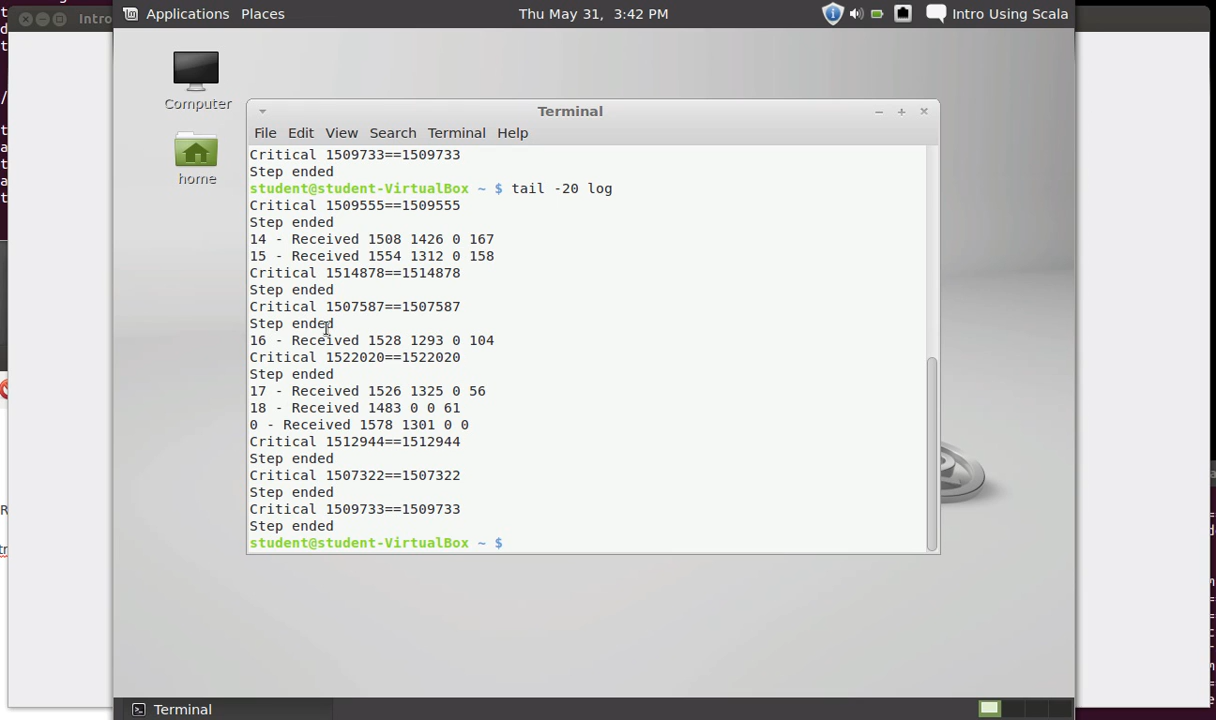 Intro
Applications Places
Thu May 31, 3:42 PM
Intro Using Scala
Computer
home
Terminal
File Edit View Search Terminal Help
Critical 1509733==1509733
Step ended
student@student-VirtualBox ~ $ tail -20 log
Critical 1509555==1509555
Step ended
14 - Received 1508 1426 0 167
15 - Received 1554 1312 0 158
Critical 1514878==1514878
Step ended
Critical 1507587==1507587
Step ended
16 - Received 1528 1293 0 104
Critical 1522020==1522020
Step ended
17 - Received 1526 1325 0 56
18 - Received 1483 0 0 61
0 - Received 1578 1301 0 0
Critical 1512944==1512944
Step ended
Critical 1507322==1507322
Step ended
Critical 1509733==1509733
Step ended
student@student-VirtualBox ~ $
Terminal